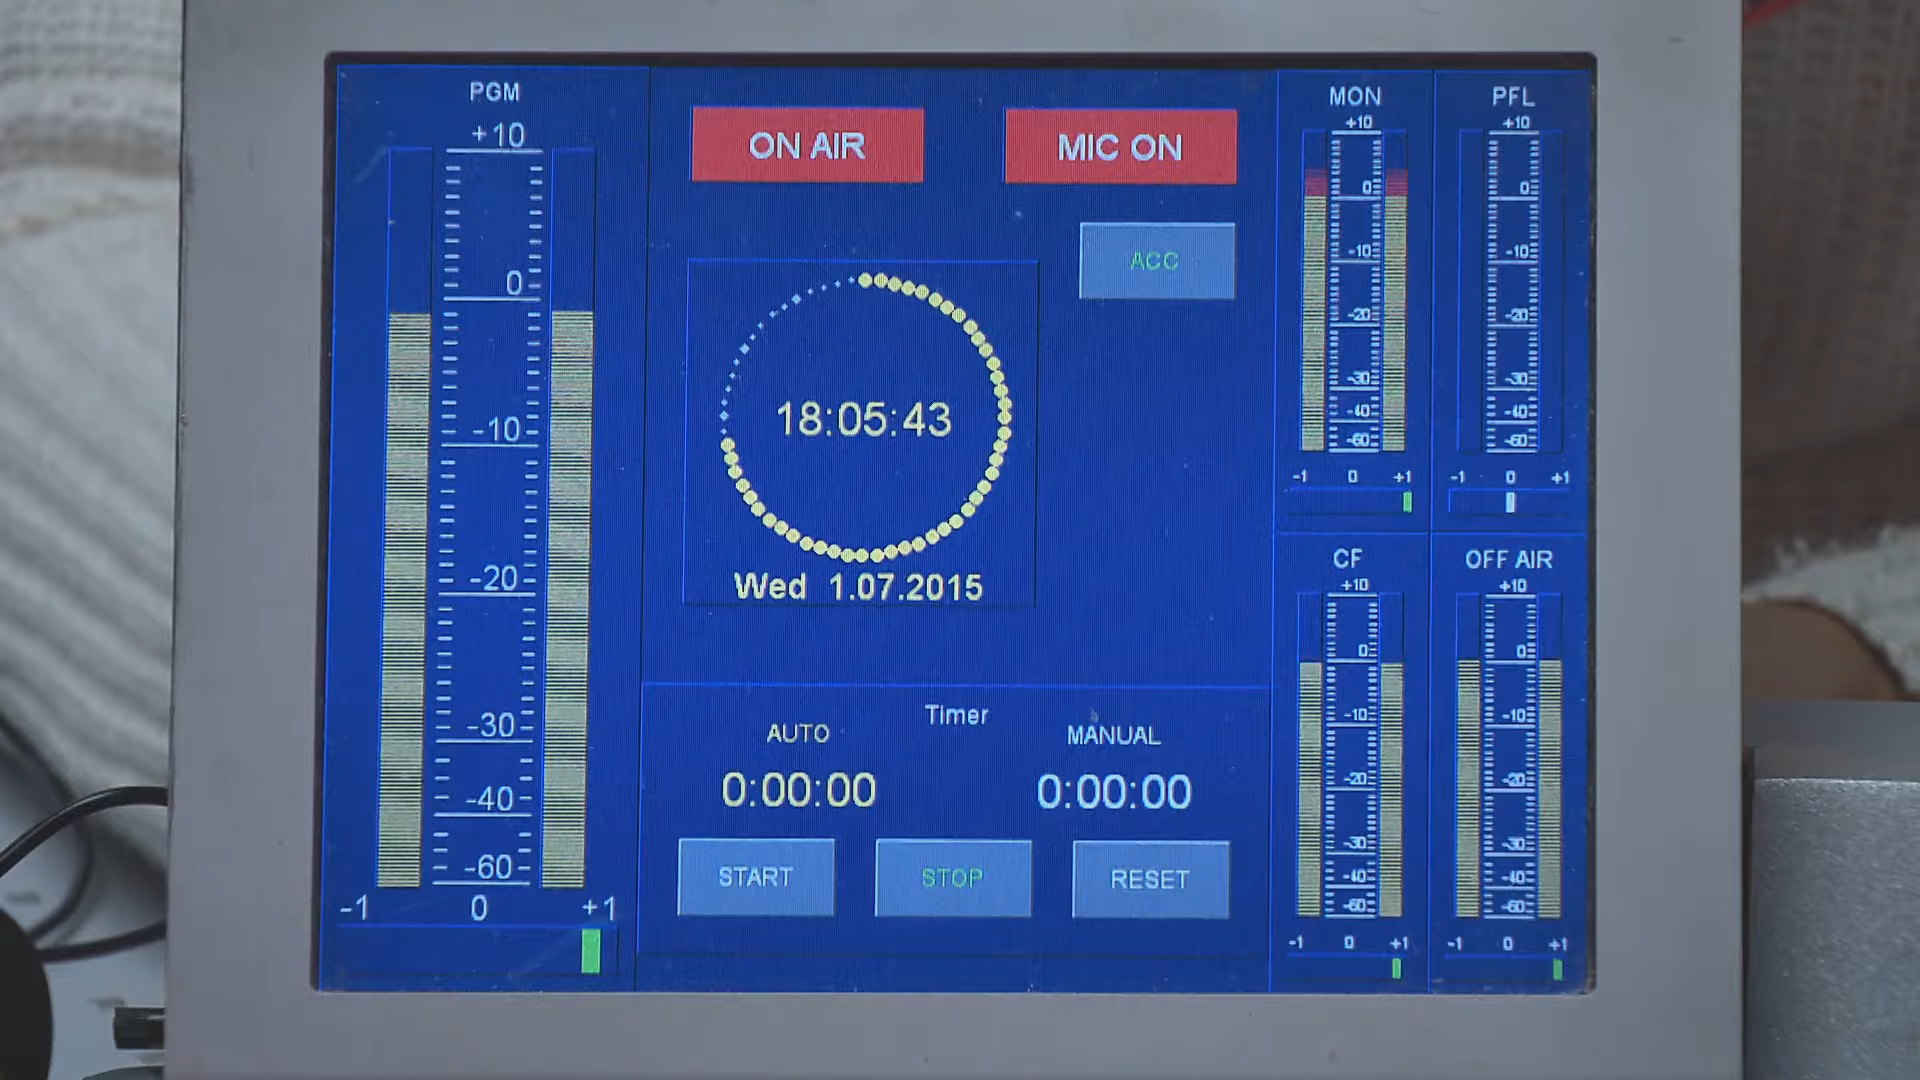 PGM
+10
0
-10
-20
-30
-40
-60
-1 0 +1
ON AIR
MIC ON
ACC
18:05:43
Wed 1.07.2015
Timer
AUTO
MANUAL
0:00:00
0:00:00
START
STOP
RESET
MON
+10
0
-10
-20
-30
-40
-60
-1 0 +1
PFL
+10
0
-10
-20
-30
-40
-60
-1 0 +1
CF
+10
0
-10
-20
-30
-40
-60
-1 0 +1
OFF AIR
+10
0
-10
-20
-30
-40
-60
-1 0 +1